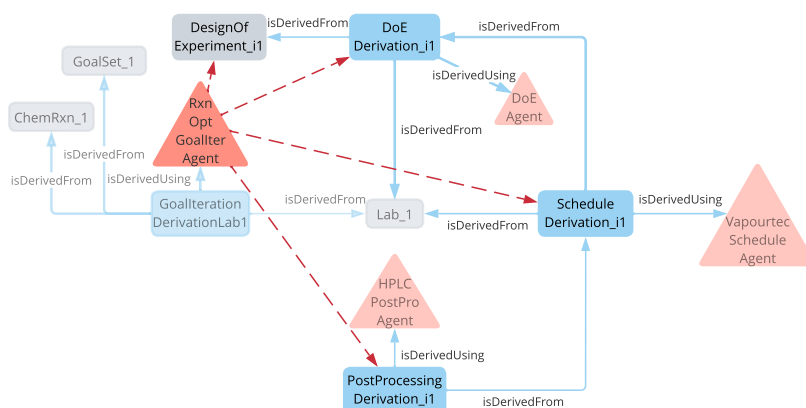 DesignOf
Experiment_i1
isDerivedFrom
DoE
Derivation_i1
isDerivedFrom
GoalSet_1
isDerivedUsing
DoE
Agent
ChemRxn_1
Rxn
Opt
GoalIter
Agent
isDerivedFrom
isDerivedFrom
isDerivedFrom
isDerivedUsing
GoalIteration
DerivationLab1
isDerivedFrom
Lab_1
isDerivedFrom
Schedule
Derivation_i1
isDerivedUsing
Vapourtec
Schedule
Agent
HPLC
PostPro
Agent
isDerivedUsing
PostProcessing
Derivation_i1
isDerivedFrom